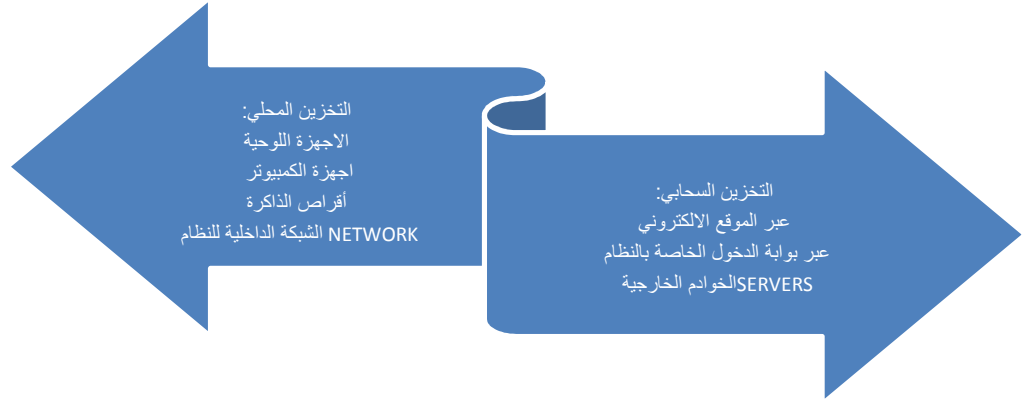 التخزين المحلي:
الاجهزة اللوحية
اجهزة الكمبيوتر
أقراص الذاكرة
NETWORK الشبكة الداخلية للنظام
التخزين السحابي:
عبر الموقع الالكتروني
عبر بوابة الدخول الخاصة بالنظام
SERVERSالخوادم الخارجية